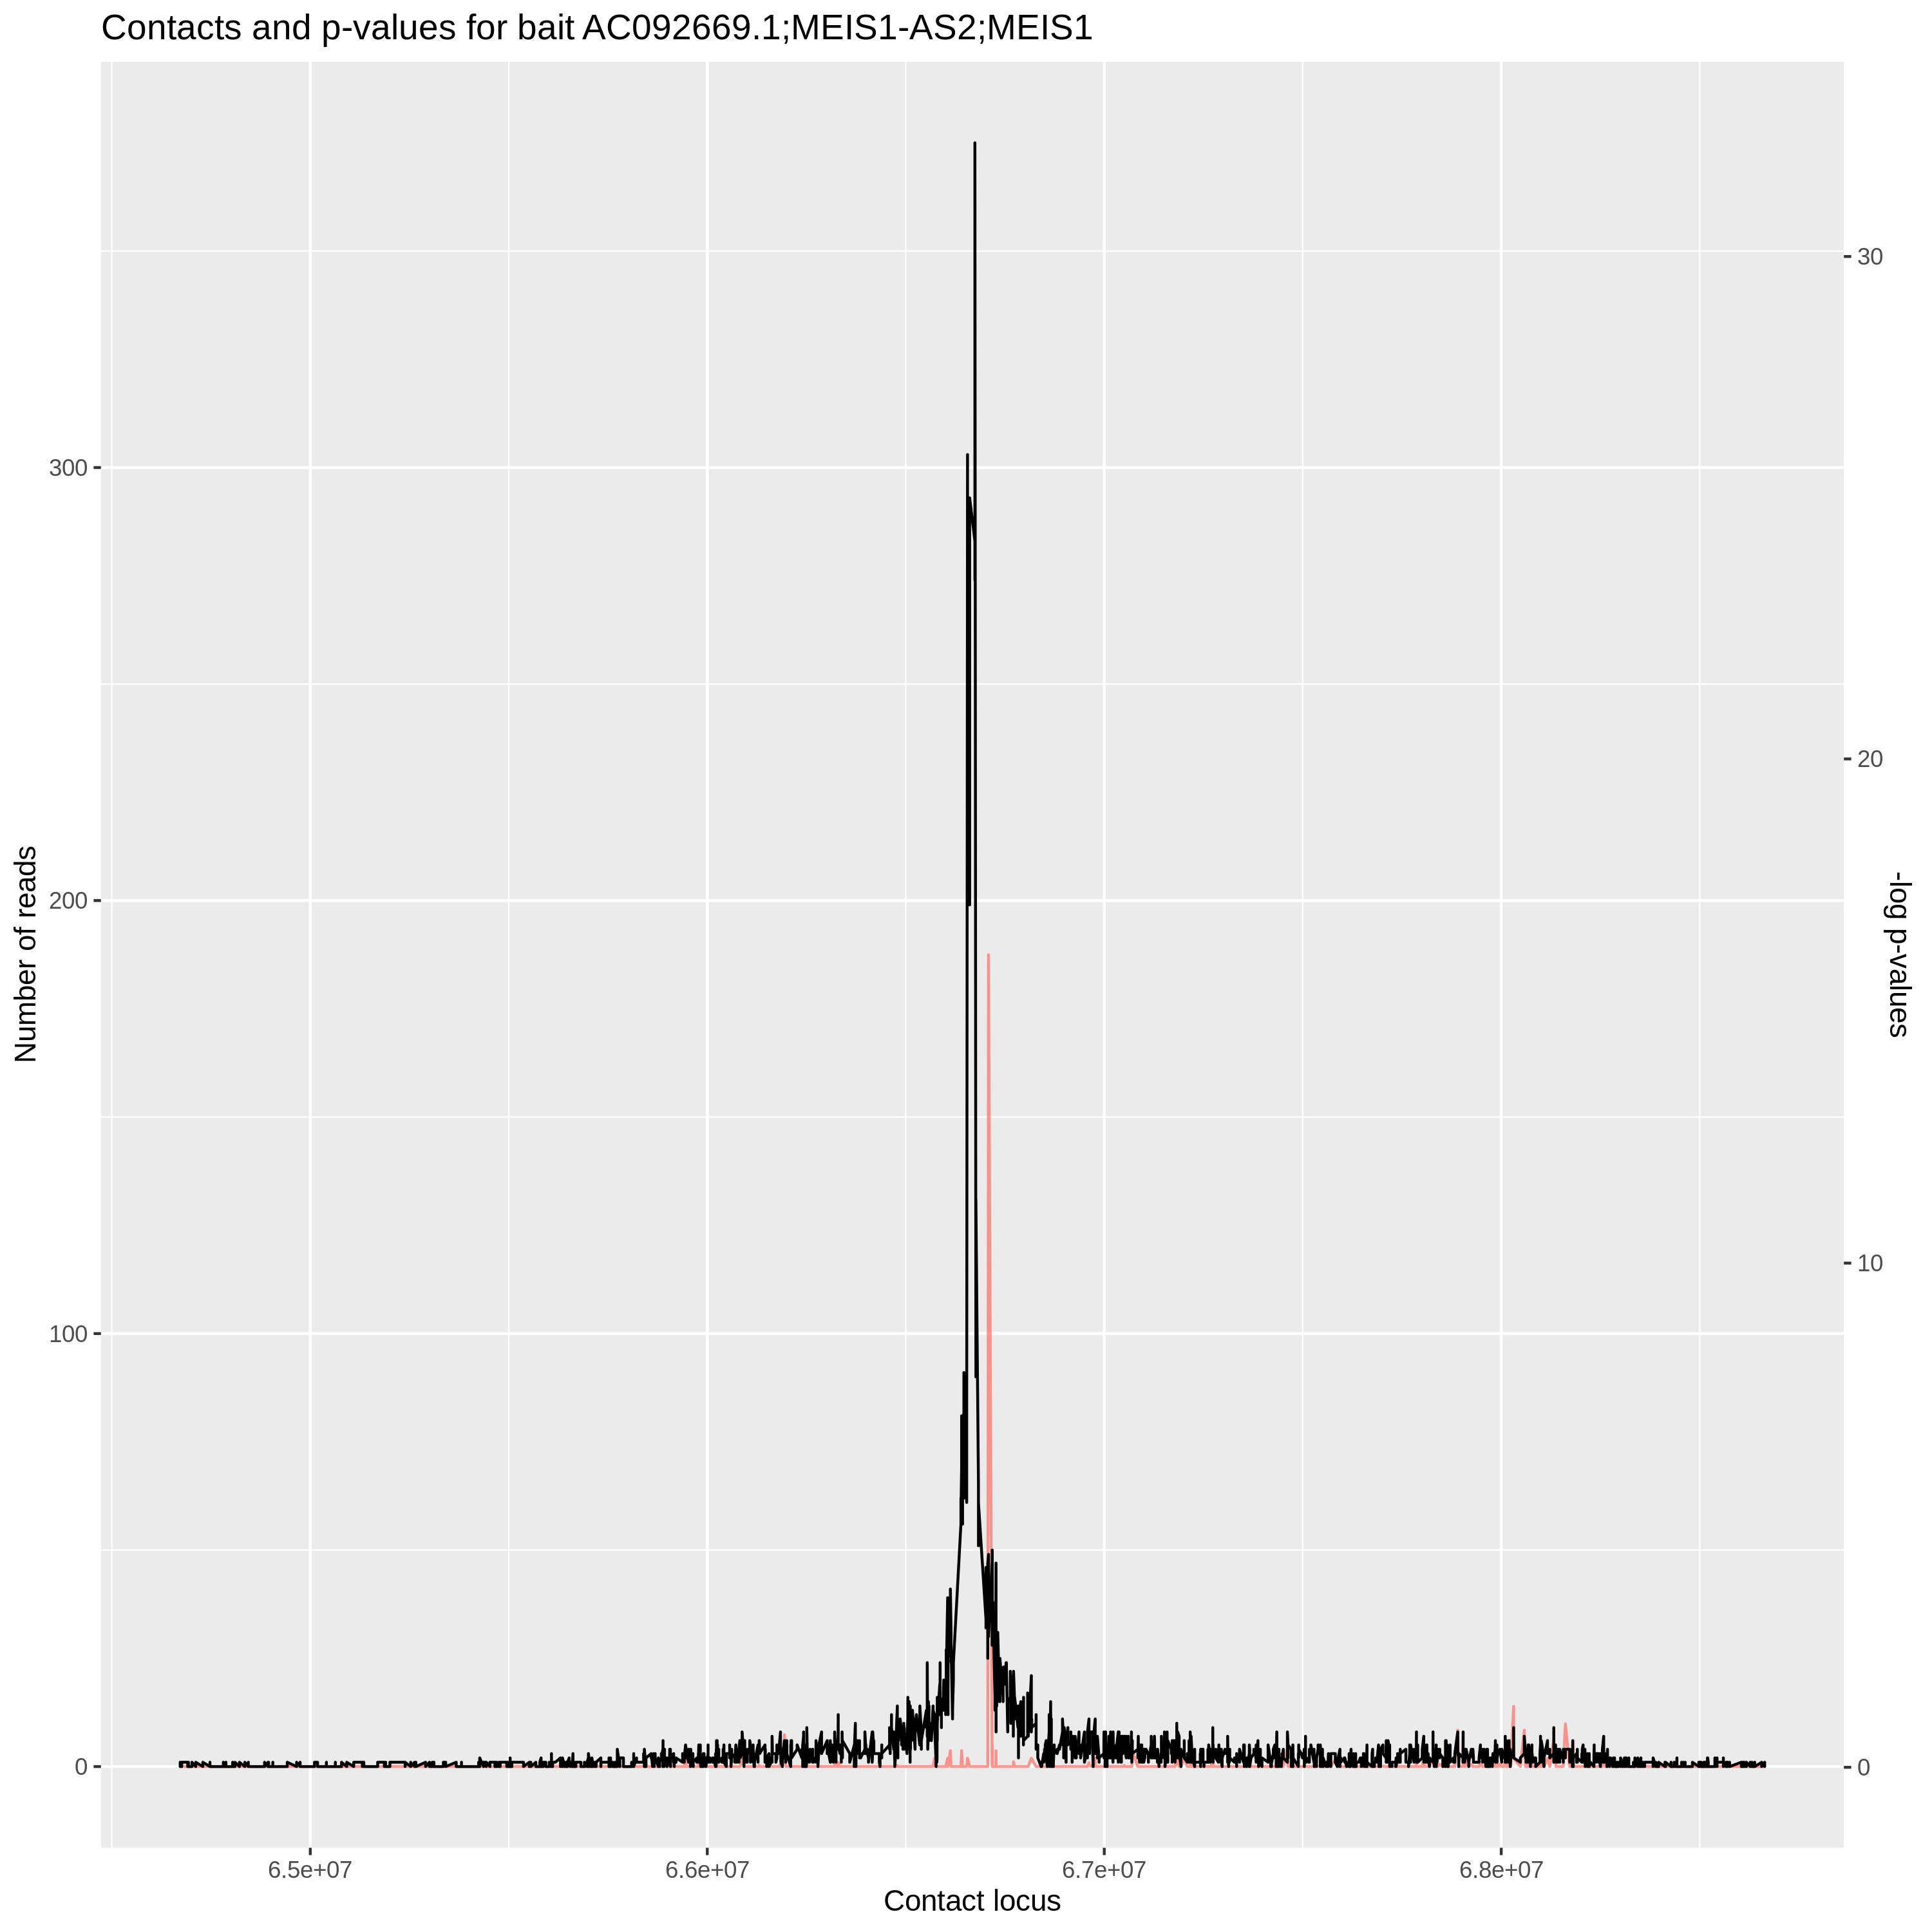 Contacts and p-values for bait AC092669.1;MEIS1-AS2;MEIS1
300
200
100
0
Number of reads
30
20
10
0
-log p-values
6.5e+07
6.6e+07
6.7e+07
6.8e+07
Contact locus